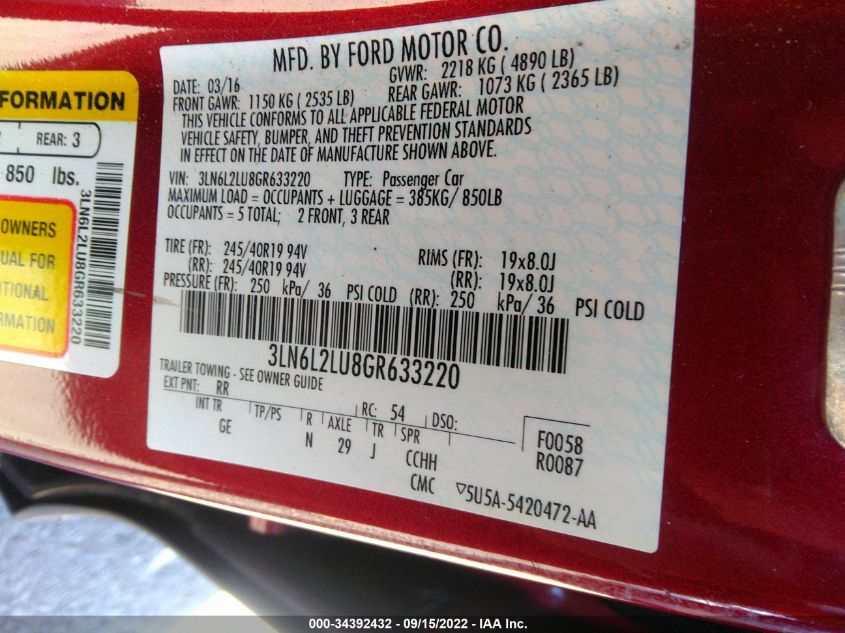 FORMATION
REAR: 3
850 lbs.
OWNERS
UAL FOR
ITIONAL
RMATION
3LN6L2LU8GR633220
MFD. BY FORD MOTOR CO.
DATE: 03/16 GVWR: 2218 KG ( 4890 LB)
FRONT GAWR: 1150 KG ( 2535 LB) REAR GAWR: 1073 KG ( 2365 LB)
THIS VEHICLE CONFORMS TO ALL APPLICABLE FEDERAL MOTOR
VEHICLE SAFETY, BUMPER, AND THEFT PREVENTION STANDARDS
IN EFFECT ON THE DATE OF MANUFACTURE SHOWN ABOVE.
VIN: 3LN6L2LU8GR633220 TYPE: Passenger Car
MAXIMUM LOAD = OCCUPANTS + LUGGAGE = 385KG/ 850LB
OCCUPANTS = 5 TOTAL; 2 FRONT, 3 REAR
TIRE (FR): 245/40R19 94V RIMS (FR): 19x8.0J
(RR): 245/40R19 94V (RR): 19x8.0J
PRESSURE (FR): 250 kPa/ 36 PSI COLD (RR): 250 kPa/ 36 PSI COLD
3LN6L2LU8GR633220
TRAILER TOWING - SEE OWNER GUIDE
EXT PNT: RR RC: 54 DSO:
INT TR TP/PS R AXLE TR SPR F0058
GE N 29 J CCHH R0087
CMC ▽5U5A-5420472-AA
000-34392432 - 09/15/2022 - IAA Inc.